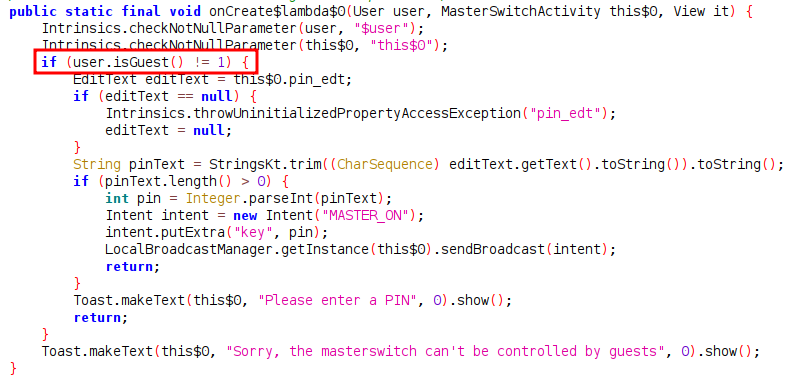 public static final void onCreate$lambda$0(User user, MasterSwitchActivity this$0, View it) {
    Intrinsics.checkNotNullParameter(user, "$user");
    Intrinsics.checkNotNullParameter(this$0, "this$0");
    if (user.isGuest() != 1) {
        EditText editText = this$0.pin_edt;
        if (editText == null) {
            Intrinsics.throwUninitializedPropertyAccessException("pin_edt");
            editText = null;
        }
        String pinText = StringsKt.trim((CharSequence) editText.getText().toString()).toString();
        if (pinText.length() > 0) {
            int pin = Integer.parseInt(pinText);
            Intent intent = new Intent("MASTER_ON");
            intent.putExtra("key", pin);
            LocalBroadcastManager.getInstance(this$0).sendBroadcast(intent);
            return;
        }
        Toast.makeText(this$0, "Please enter a PIN", 0).show();
        return;
    }
    Toast.makeText(this$0, "Sorry, the masterswitch can't be controlled by guests", 0).show();
}